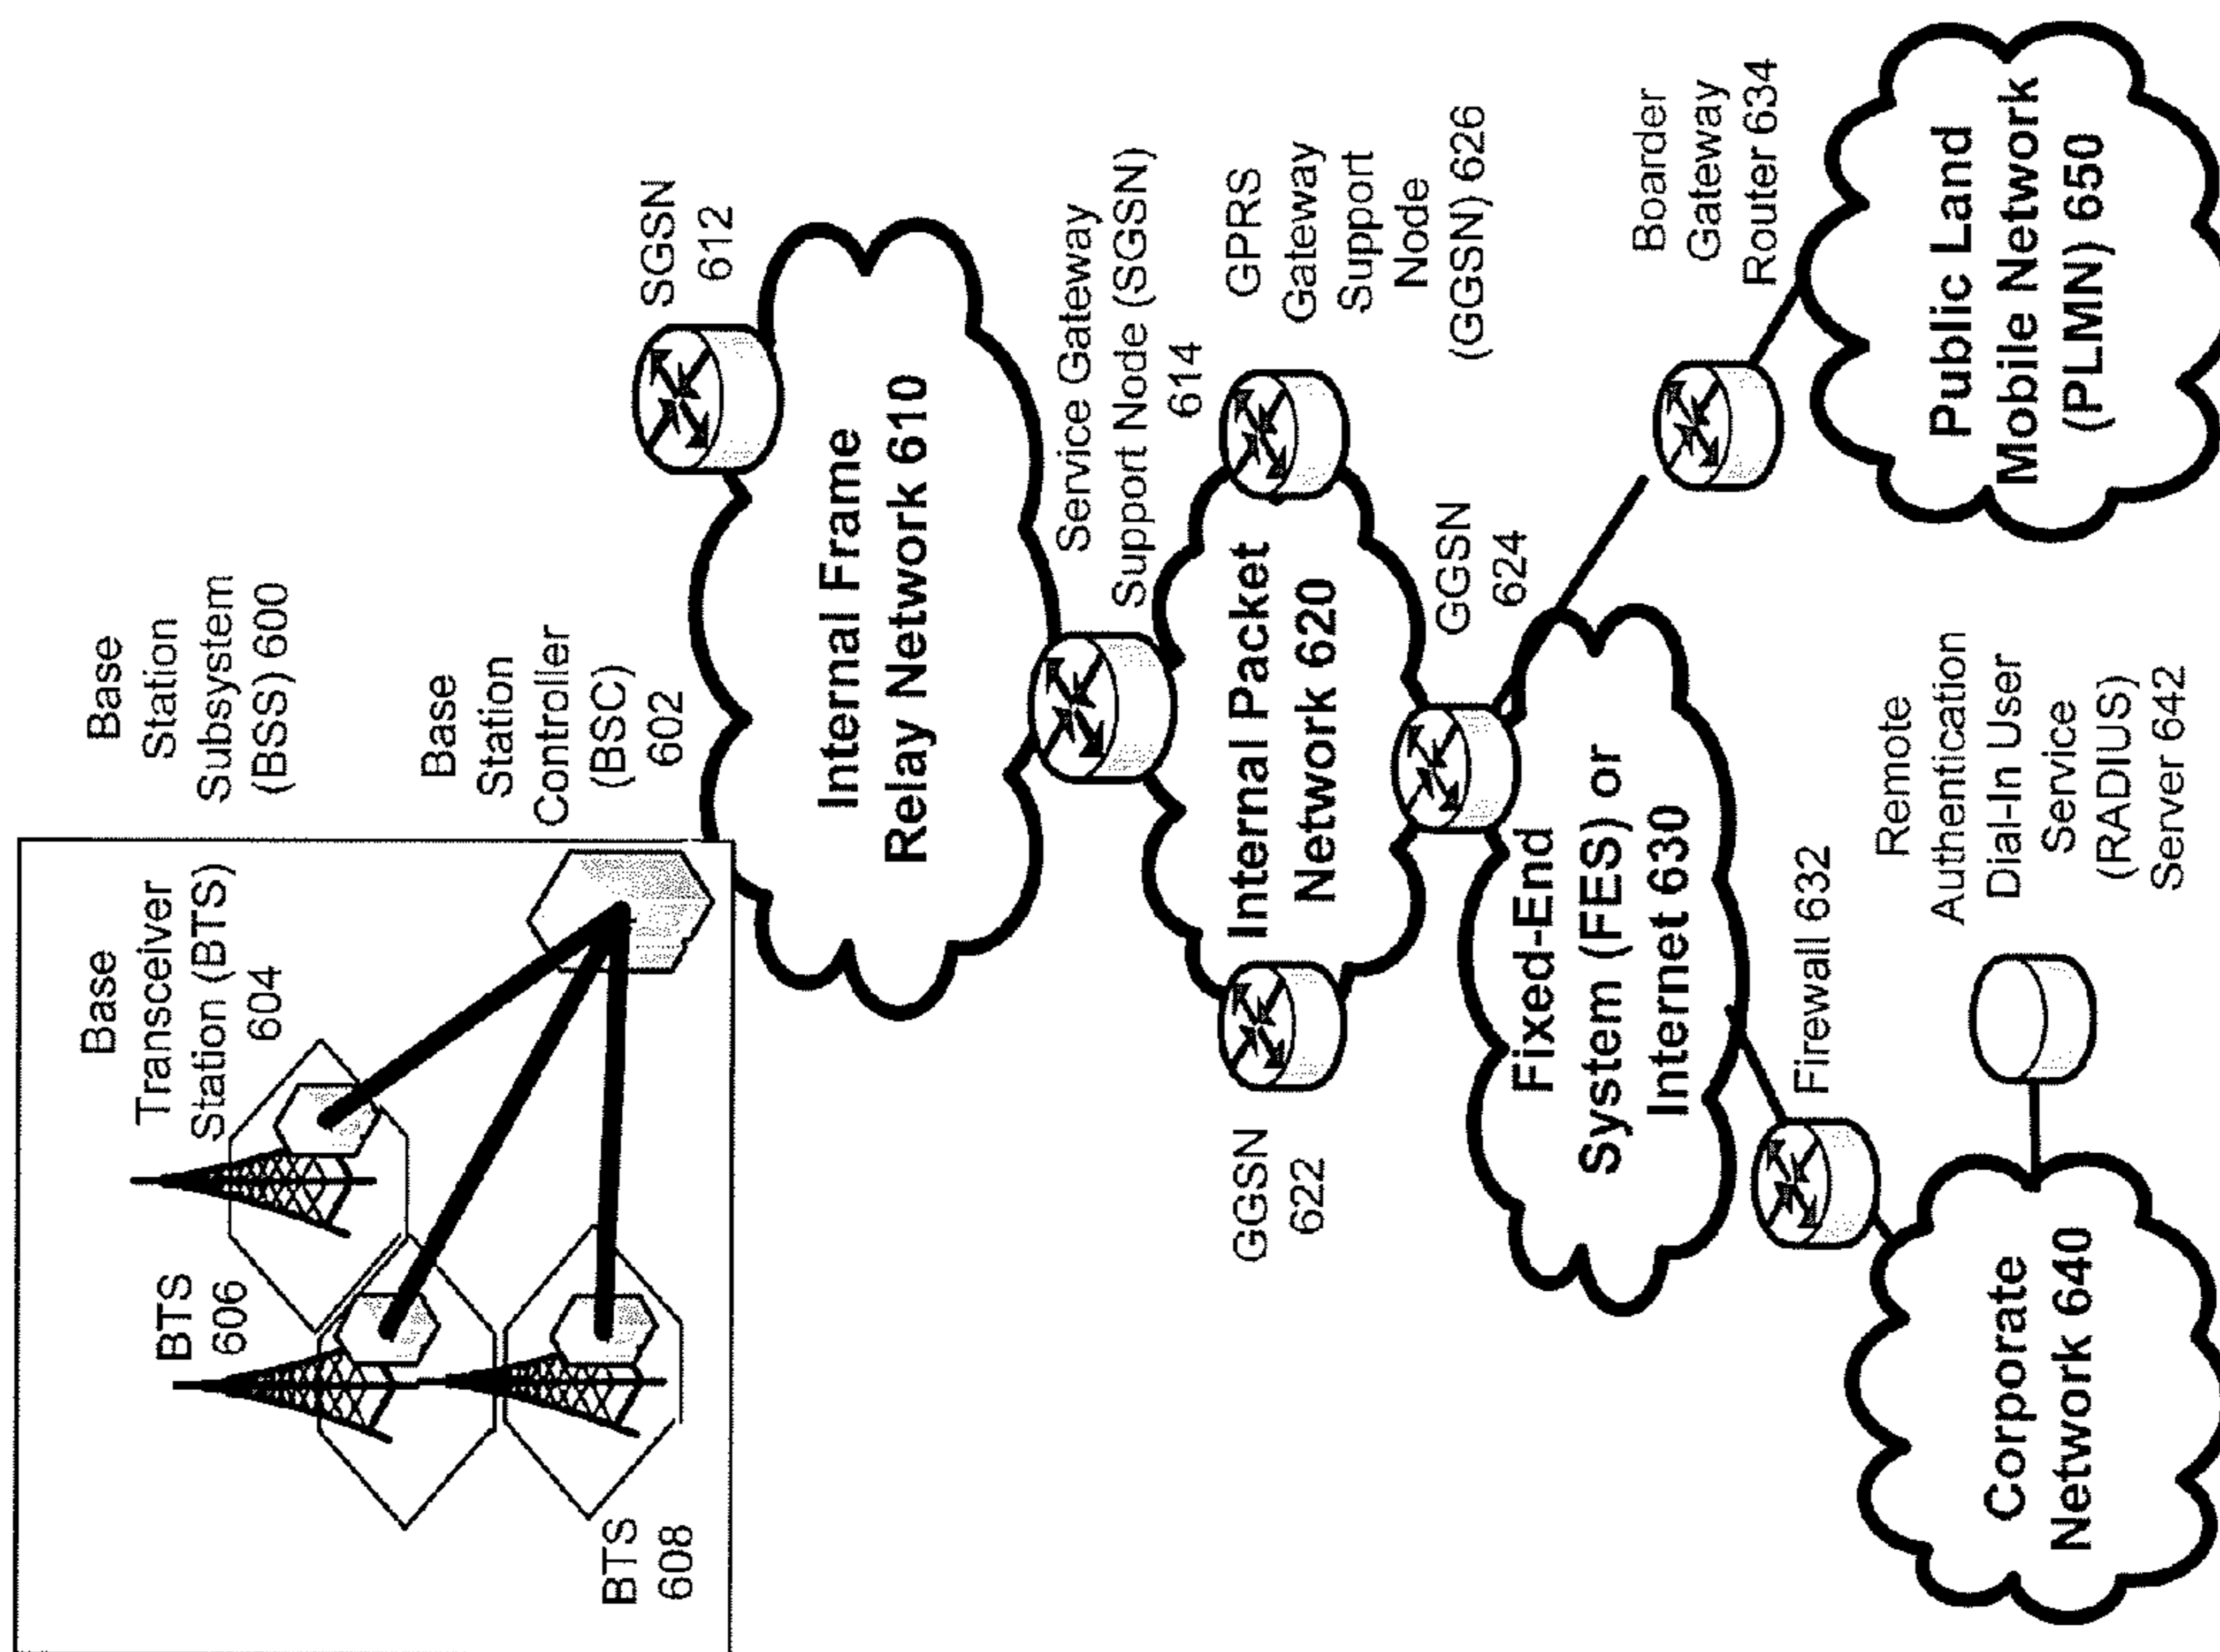 Base
Station
Subsystem
(BSS) 600
Base
Transceiver
Station (BTS)
604
BTS
606
BTS
608
Base
Station
Controller
(BSC)
602
SGSN
612
Internal Frame
Relay Network 610
Service Gateway
Support Node (SGSN)
614
GPRS
Gateway
Support
Node
(GGSN) 626
Internal Packet
Network 620
GGSN
622
GGSN
624
Fixed-End
System (FES) or
Internet 630
Boarder
Gateway
Router 634
Public Land
Mobile Network
(PLMN) 650
Firewall 632
Remote
Authentication
Dial-In User
Service
(RADIUS)
Server 642
Corporate
Network 640